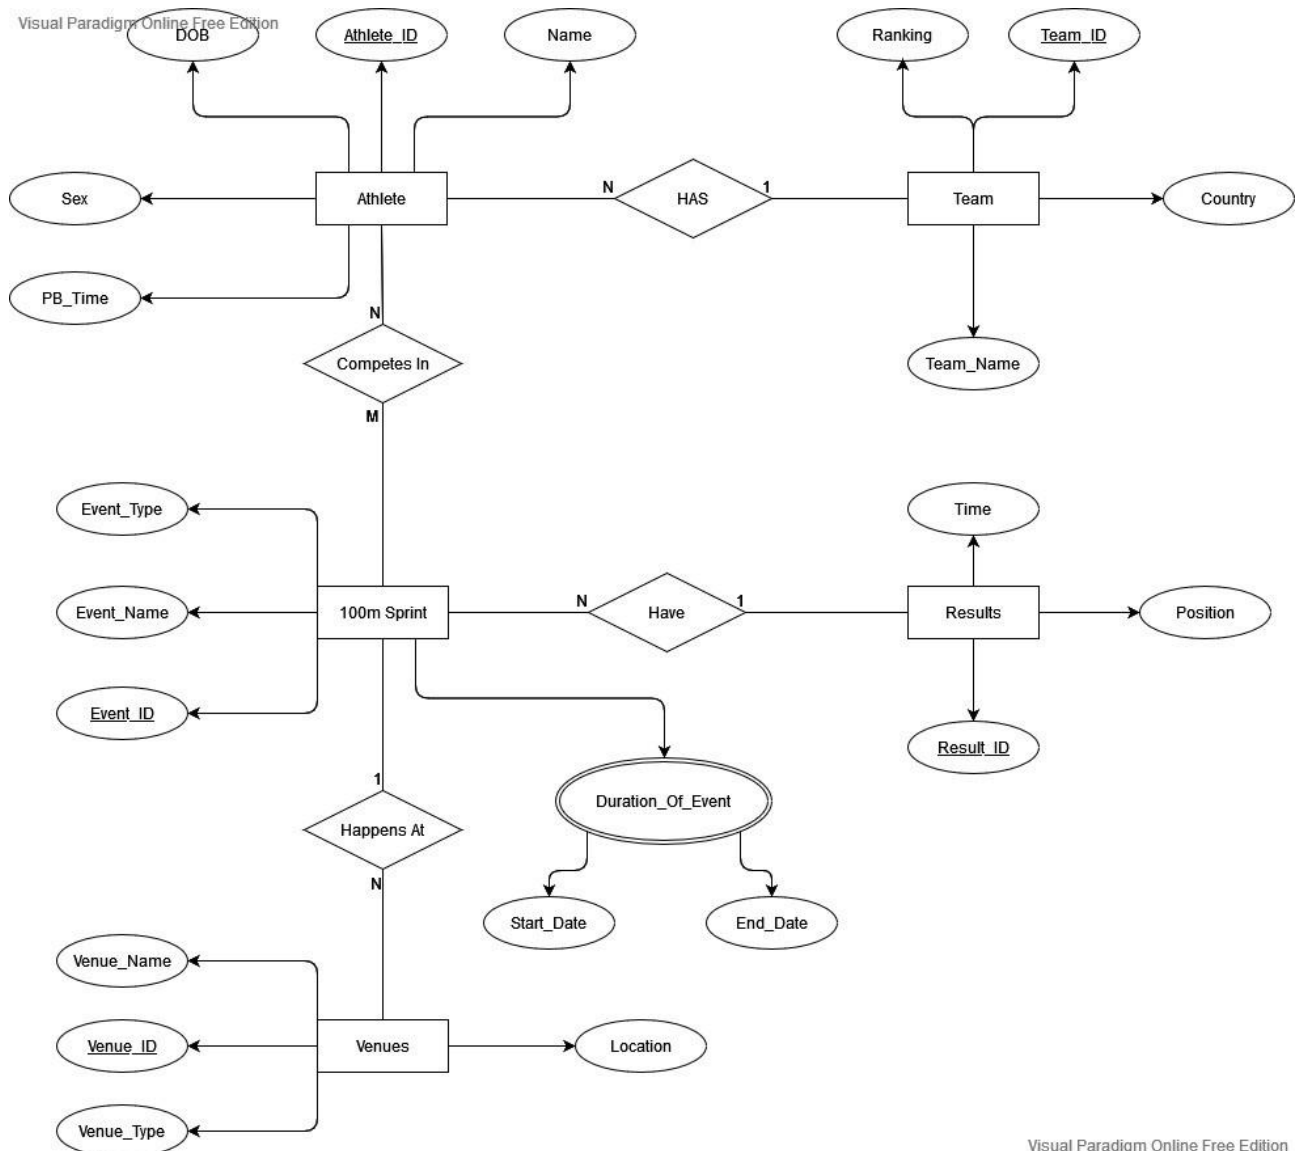 Visual Paradigm Online Free Edition
DOB
Athlete_ID
Name
Ranking
Team_ID
Sex
Athlete
N
HAS
1
Team
Country
PB_Time
N
Competes In
M
Team_Name
Event_Type
Time
Event_Name
100m Sprint
N
Have
1
Results
Position
Event_ID
Result_ID
1
Happens At
N
Duration_Of_Event
Start_Date
End_Date
Venue_Name
Venue_ID
Venues
Location
Venue_Type
Visual Paradigm Online Free Edition